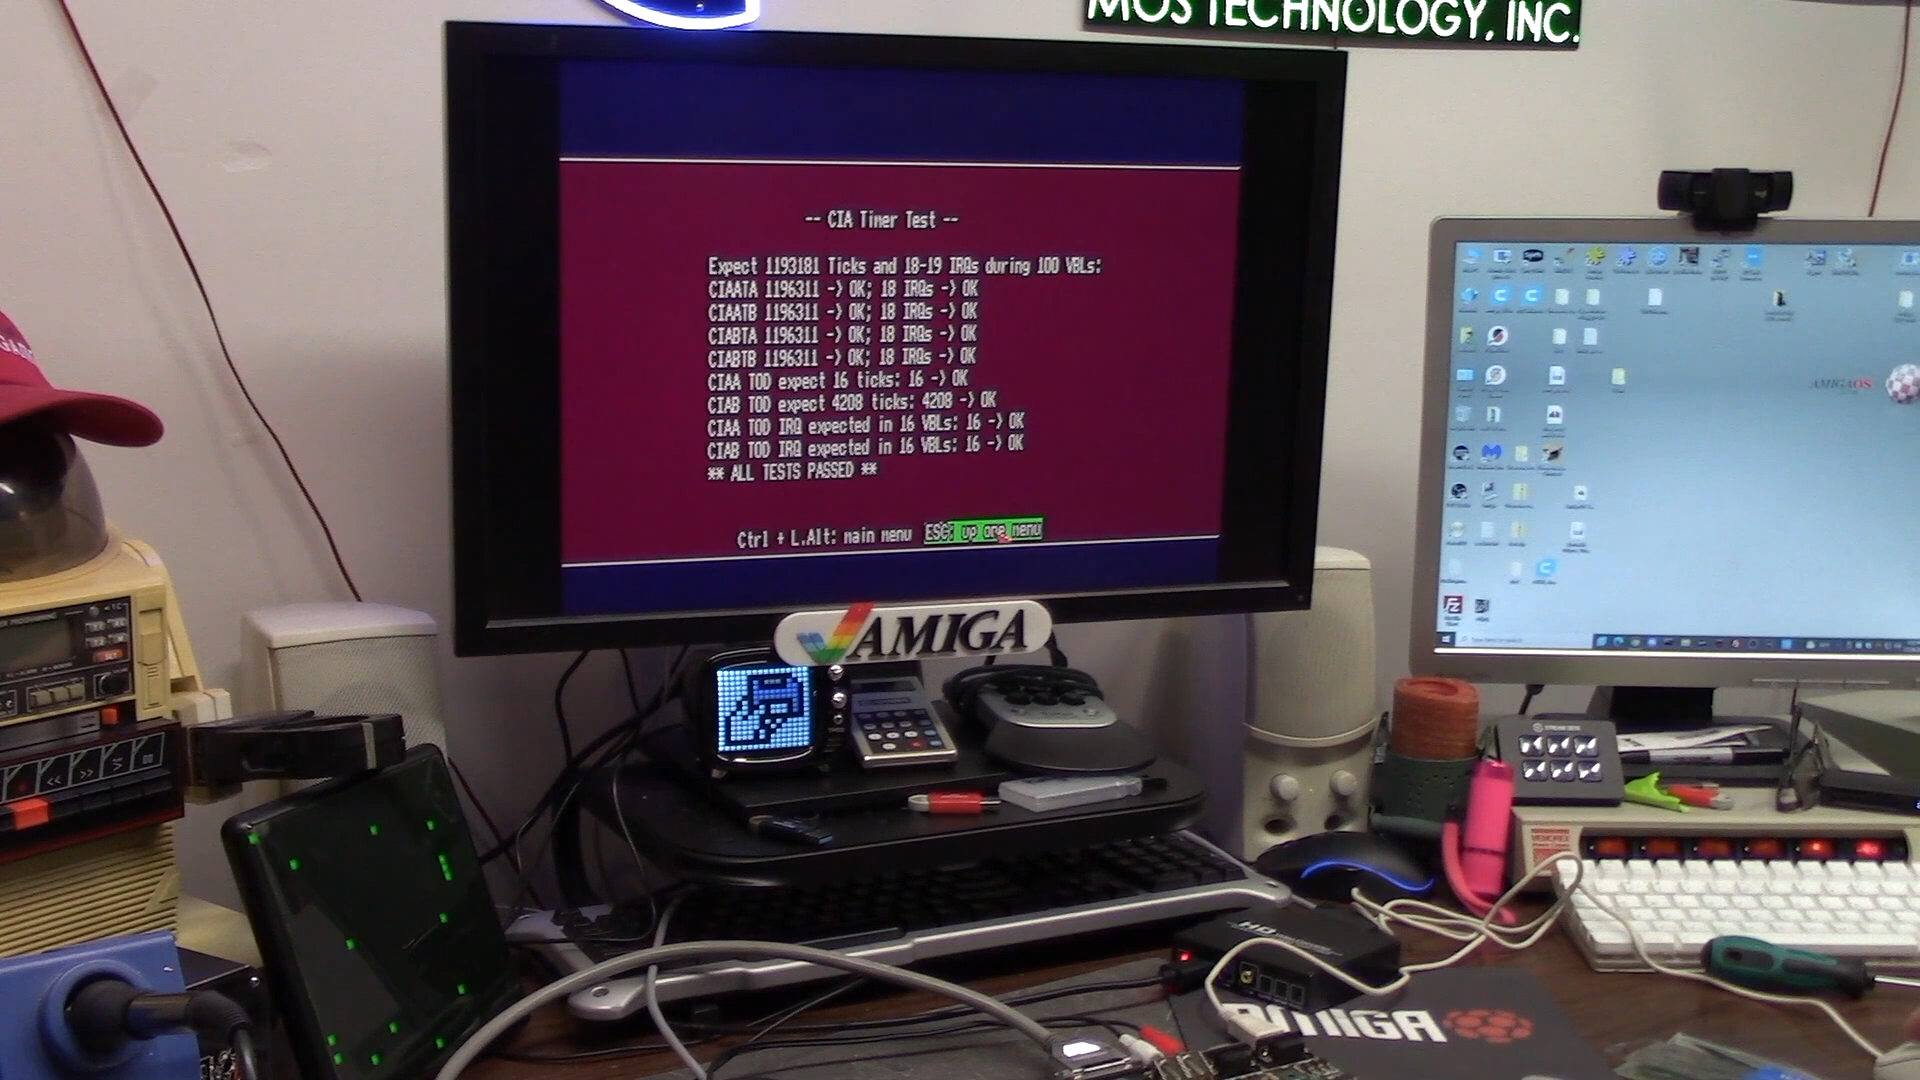 MOS TECHNOLOGY, INC.
-- CIA Timer Test --
Expect 1193181 Ticks and 18-19 IRQs during 100 VBLs:
CIAATA 1196311 -> OK; 18 IRQs -> OK
CIAATB 1196311 -> OK; 18 IRQs -> OK
CIABTA 1196311 -> OK; 18 IRQs -> OK
CIABTB 1196311 -> OK; 18 IRQs -> OK
CIAA TOD expect 16 ticks: 16 -> OK
CIAB TOD expect 4208 ticks: 4208 -> OK
CIAA TOD IRQ expected in 16 VBLs: 16 -> OK
CIAB TOD IRQ expected in 16 VBLs: 16 -> OK
** ALL TESTS PASSED **
Ctrl + L.Alt: main menu ESC: up one menu
AMIGA
AMIGAOS
HD
AMIGA